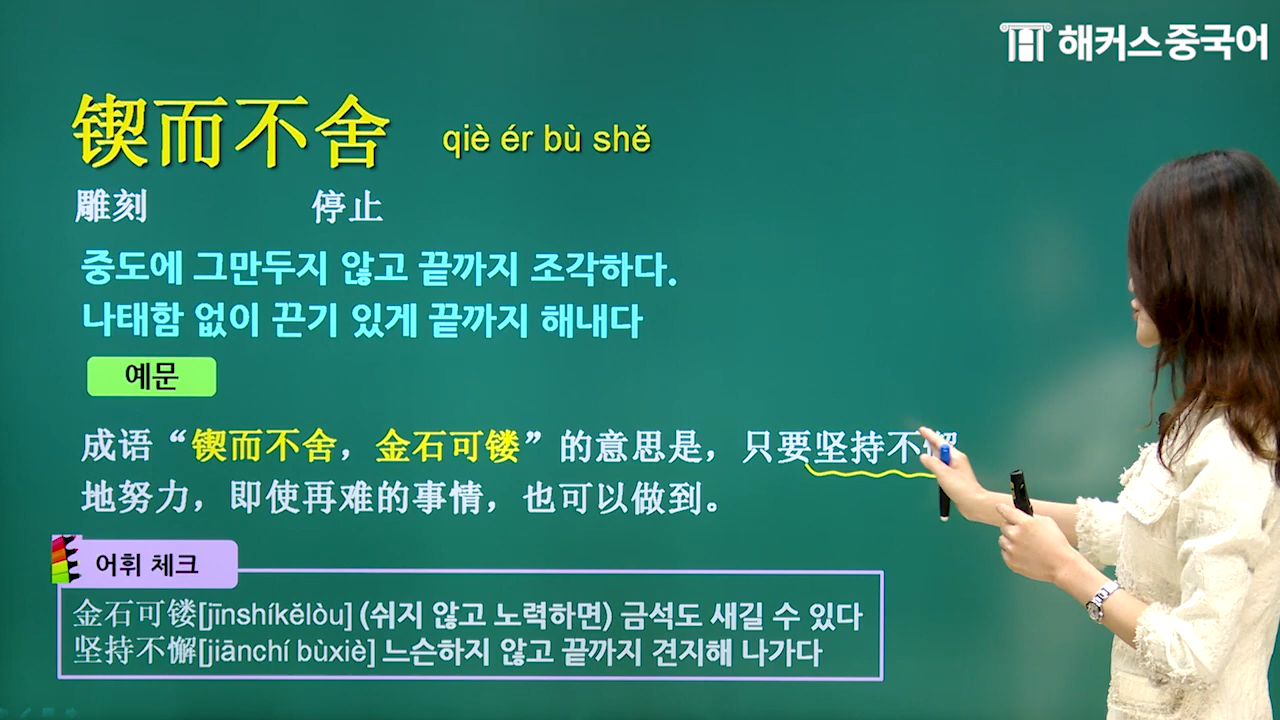 해커스중국어
锲而不舍 qiè ér bù shě
雕刻 停止
중도에 그만두지 않고 끝까지 조각하다.
나태함 없이 끈기 있게 끝까지 해내다
예문
成语“锲而不舍，金石可镂”的意思是，只要坚持不懈
地努力，即使再难的事情，也可以做到。
어휘 체크
金石可镂[jīnshíkělòu] (쉬지 않고 노력하면) 금석도 새길 수 있다
坚持不懈[jiānchí bùxiè] 느슨하지 않고 끝까지 견지해 나가다